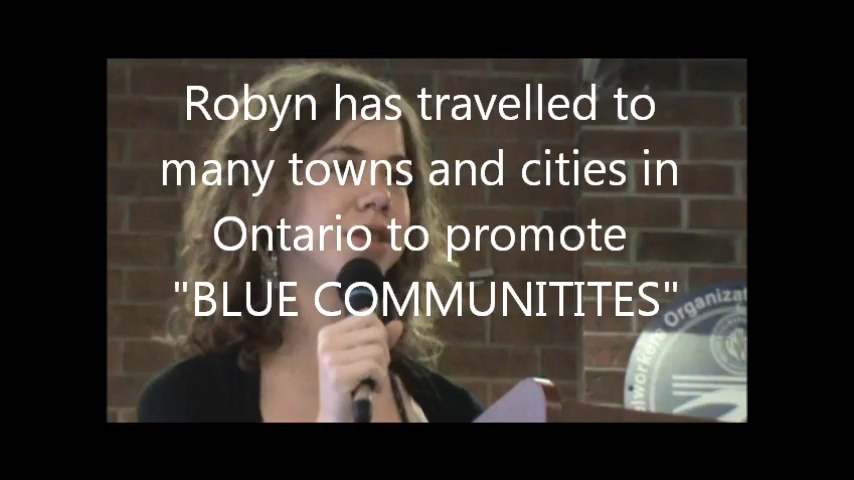 Robyn has travelled to
many towns and cities in
Ontario to promote
"BLUE COMMUNITITES"